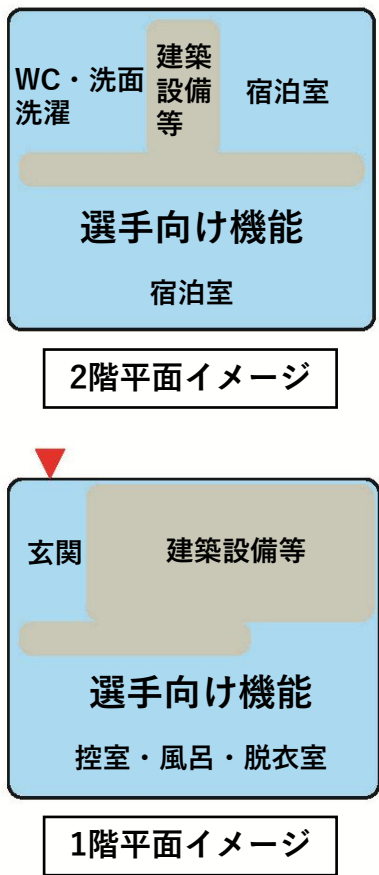 WC・洗面
洗濯
建築
設備
等
宿泊室
選手向け機能
宿泊室
2階平面イメージ
玄関
建築設備等
選手向け機能
控室・風呂・脱衣室
1階平面イメージ